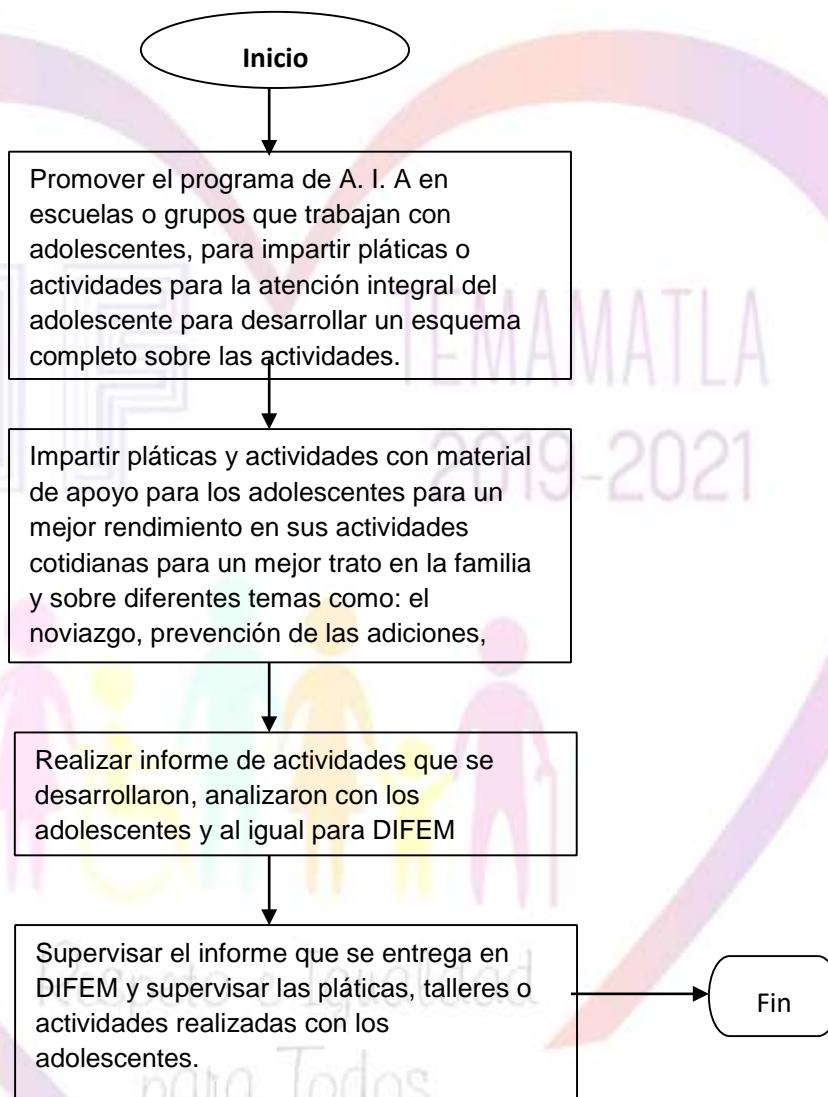 Inicio
Promover el programa de A. I. A en
escuelas o grupos que trabajan con
adolescentes, para impartir pláticas o
actividades para la atención integral del
adolescente para desarrollar un esquema
completo sobre las actividades.
TEMAMATLA
2019-2021
Impartir pláticas y actividades con material
de apoyo para los adolescentes para un
mejor rendimiento en sus actividades
cotidianas para un mejor trato en la familia
y sobre diferentes temas como: el
noviazgo, prevención de las adiciones,
Realizar informe de actividades que se
desarrollaron, analizaron con los
adolescentes y al igual para DIFEM
Supervisar el informe que se entrega en
DIFEM y supervisar las pláticas, talleres o
actividades realizadas con los
adolescentes.
Fin
Respeto e Igualdad
para Todos